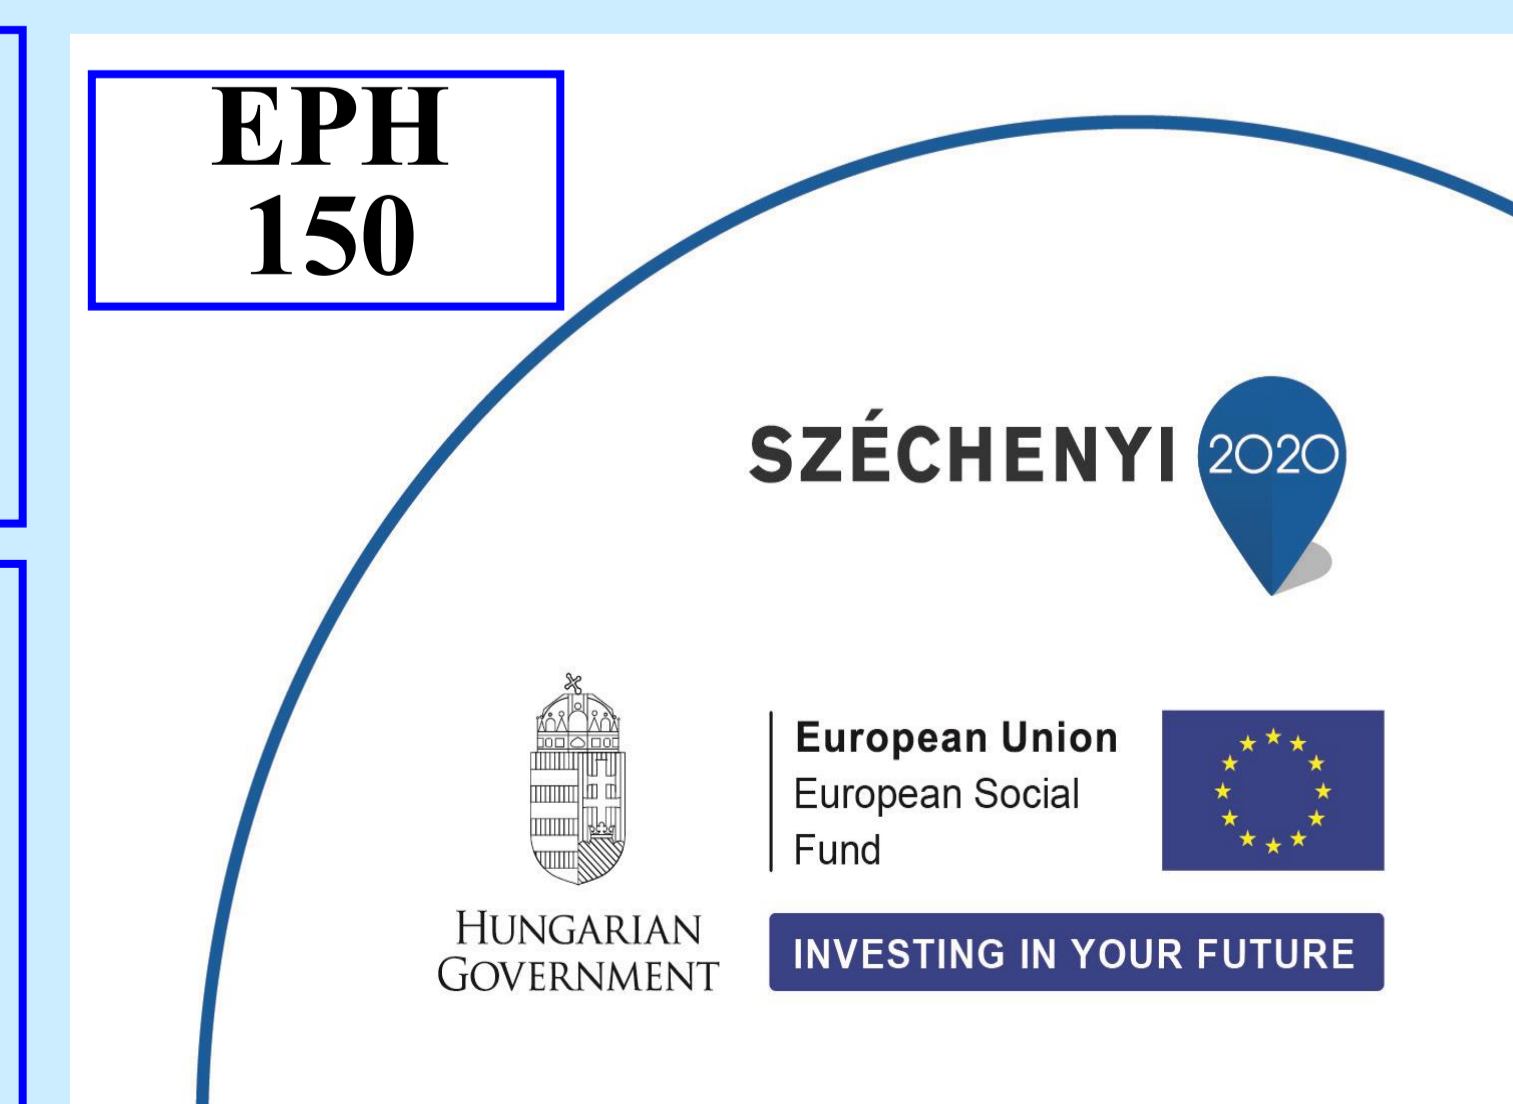 EPH
150
SZÉCHENYI 2020
European Union
European Social
Fund
HUNGARIAN
GOVERNMENT
INVESTING IN YOUR FUTURE